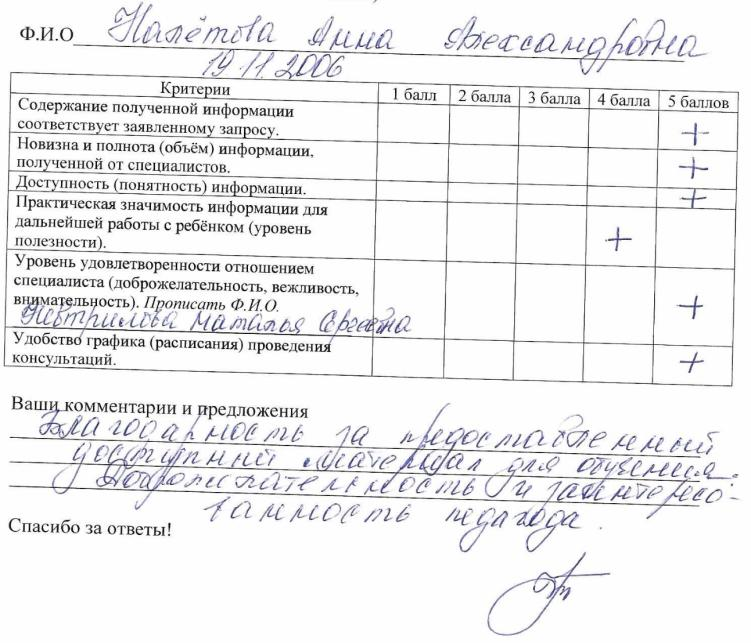 Ф.И.О Налётова Анна Александровна
19.11.2006
Критерии 1 балл 2 балла 3 балла 4 балла 5 баллов
Содержание полученной информации
соответствует заявленному запросу. +
Новизна и полнота (объём) информации,
полученной от специалистов. +
Доступность (понятность) информации. +
Практическая значимость информации для
дальнейшей работы с ребёнком (уровень
полезности). +
Уровень удовлетворенности отношением
специалиста (доброжелательность, вежливость,
внимательность). Прописать Ф.И.О. +
Наталья Сергеевна
Удобство графика (расписания) проведения
консультаций. +
Ваши комментарии и предложения
Благодарность за предоставленный
доступный материал для обучения.
Доброжелательность и заинтересо-
ванность педагога.
Спасибо за ответы!